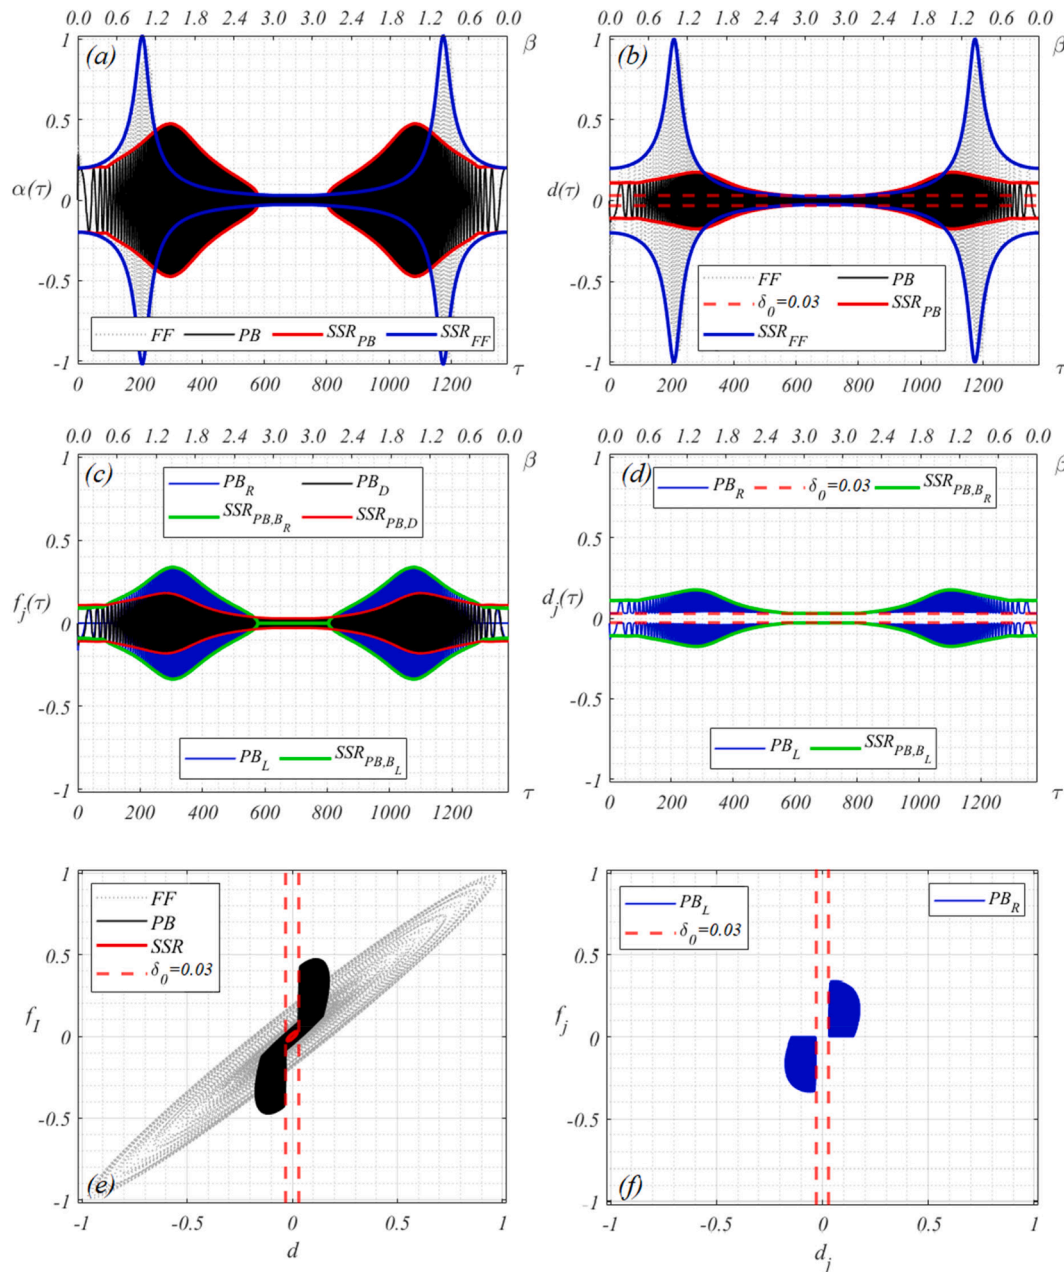 0.0 0.6 1.2 1.8 2.4 3.0 3.0 2.4 1.8 1.2 0.6 0.0
β
(a)
1
0.5
α(τ) 0
-0.5
-1
FF PB SSR_PB SSR_FF
0 200 400 600 800 1000 1200 τ
0.0 0.6 1.2 1.8 2.4 3.0 3.0 2.4 1.8 1.2 0.6 0.0
β
(b)
1
0.5
d(τ) 0
-0.5
-1
FF PB
δ_0=0.03 SSR_PB
SSR_FF
0 200 400 600 800 1000 1200 τ
0.0 0.6 1.2 1.8 2.4 3.0 3.0 2.4 1.8 1.2 0.6 0.0
β
(c)
PB_R PB_D
SSR_PB,B_R SSR_PB,D
1
0.5
f_j(τ) 0
-0.5
-1
PB_L SSR_PB,B_L
0 200 400 600 800 1000 1200 τ
0.0 0.6 1.2 1.8 2.4 3.0 3.0 2.4 1.8 1.2 0.6 0.0
β
(d)
PB_R δ_0=0.03 SSR_PB,B_R
1
0.5
d_j(τ) 0
-0.5
-1
PB_L SSR_PB,B_L
0 200 400 600 800 1000 1200 τ
FF
PB
SSR
δ_0=0.03
1
0.5
f_I 0
-0.5
-1
(e)
-1 -0.5 0 0.5 1
d
PB_L
δ_0=0.03
PB_R
1
0.5
f_j 0
-0.5
-1
(f)
-1 -0.5 0 0.5 1
d_j